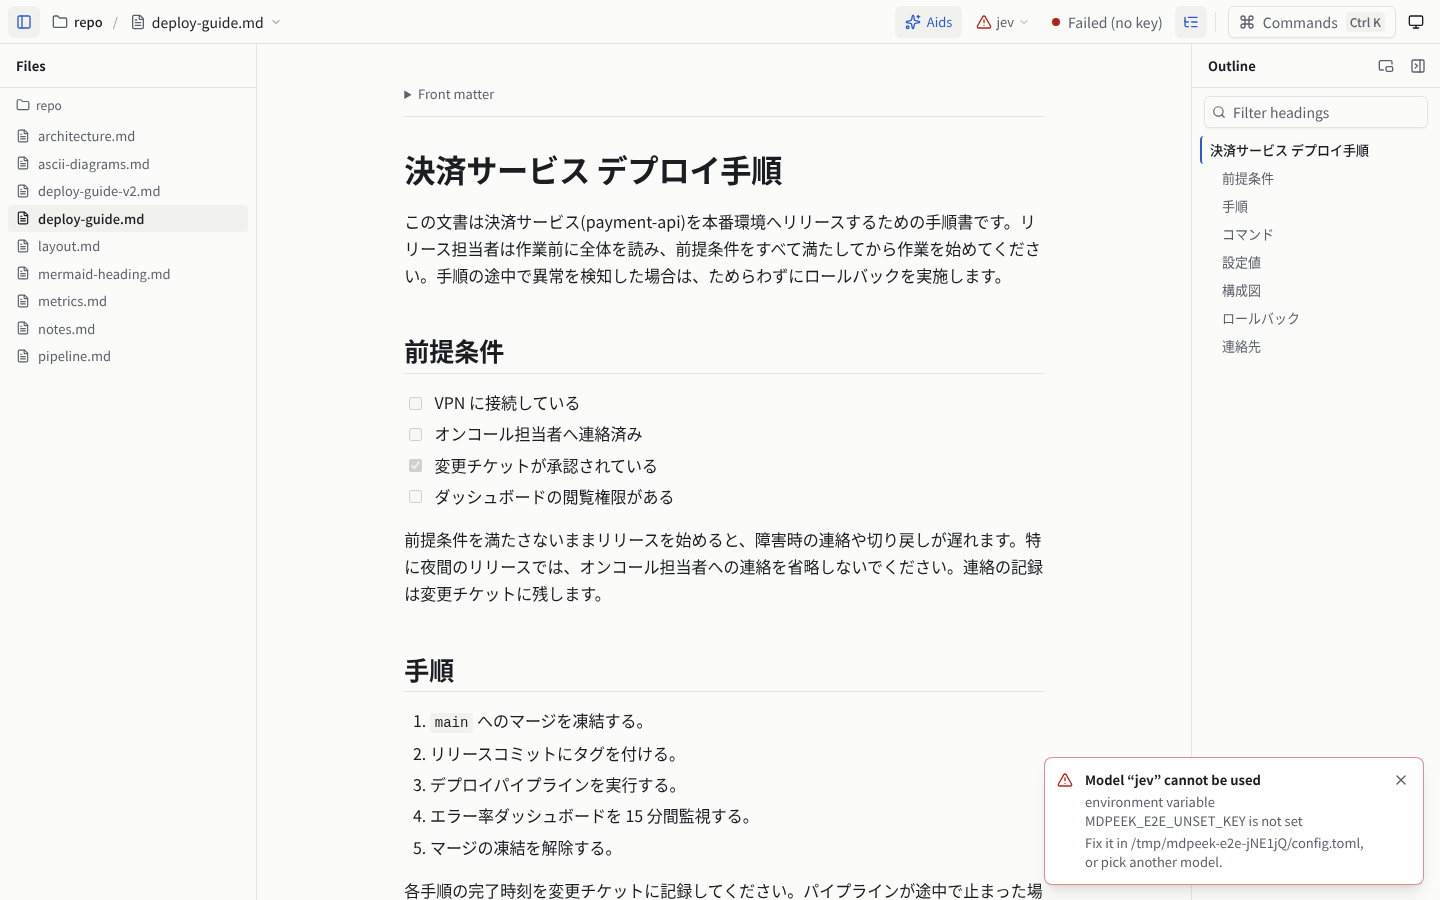 repo / deploy-guide.md
Aids
jev
Failed (no key)
Commands Ctrl K
Files
repo
architecture.md
ascii-diagrams.md
deploy-guide-v2.md
deploy-guide.md
layout.md
mermaid-heading.md
metrics.md
notes.md
pipeline.md
Front matter
決済サービス デプロイ手順
この文書は決済サービス(payment-api)を本番環境へリリースするための手順書です。リ
リース担当者は作業前に全体を読み、前提条件をすべて満たしてから作業を始めてくださ
い。手順の途中で異常を検知した場合は、ためらわずにロールバックを実施します。
前提条件
VPN に接続している
オンコール担当者へ連絡済み
変更チケットが承認されている
ダッシュボードの閲覧権限がある
前提条件を満たさないままリリースを始めると、障害時の連絡や切り戻しが遅れます。特
に夜間のリリースでは、オンコール担当者への連絡を省略しないでください。連絡の記録
は変更チケットに残します。
手順
1. main へのマージを凍結する。
2. リリースコミットにタグを付ける。
3. デプロイパイプラインを実行する。
4. エラー率ダッシュボードを 15 分間監視する。
5. マージの凍結を解除する。
各手順の完了時刻を変更チケットに記録してください。パイプラインが途中で止まった場
Outline
Filter headings
決済サービス デプロイ手順
前提条件
手順
コマンド
設定値
構成図
ロールバック
連絡先
Model “jev” cannot be used
environment variable
MDPEEK_E2E_UNSET_KEY is not set
Fix it in /tmp/mdpeek-e2e-jNE1jQ/config.toml,
or pick another model.